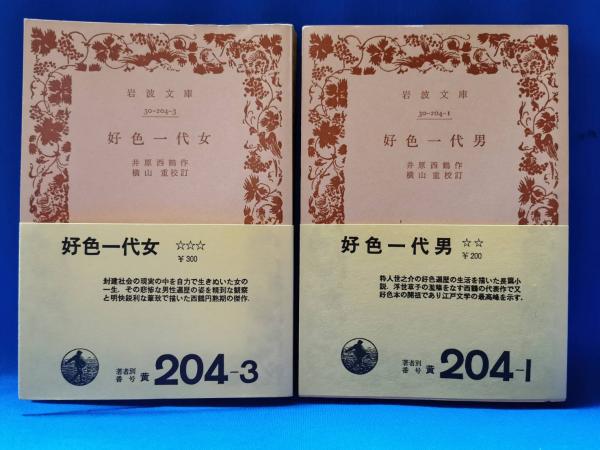 岩波文庫
30-204-3
好色一代女
井原西鶴作
横山 重校訂
好色一代女 ☆☆☆
￥300
封建社会の現実の中を自力で生きぬいた女の
一生。その悲惨な男性遍歴の姿を精到な観察
と明快鋭利な筆致で描いた西鶴円熟期の傑作.
著者別
番号 黄 204-3
岩波文庫
30-204-1
好色一代男
井原西鶴作
横山 重校訂
好色一代男 ☆☆
￥200
粋人世之介の好色遍歴の生活を描いた長篇小
説．浮世草子の濫觴をなす西鶴の代表作で又
好色本の開祖であり江戸文学の最高峰を示す.
著者別
番号 黄 204-1